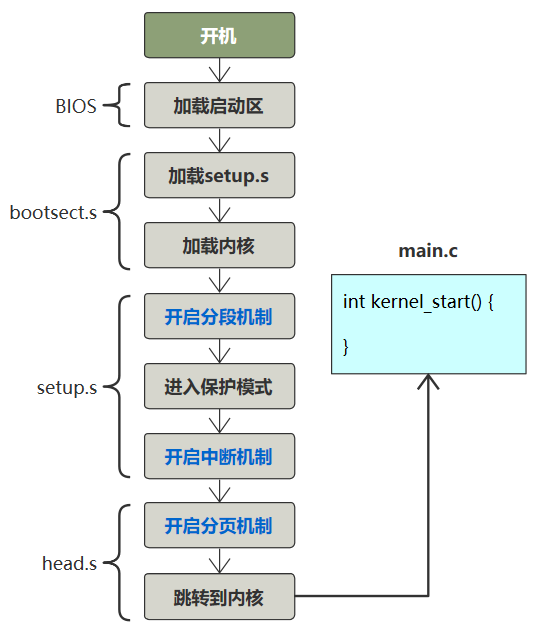 开机
BIOS
加载启动区
bootsect.s
加载setup.s
加载内核
setup.s
开启分段机制
进入保护模式
开启中断机制
head.s
开启分页机制
跳转到内核
main.c
int kernel_start() {
}